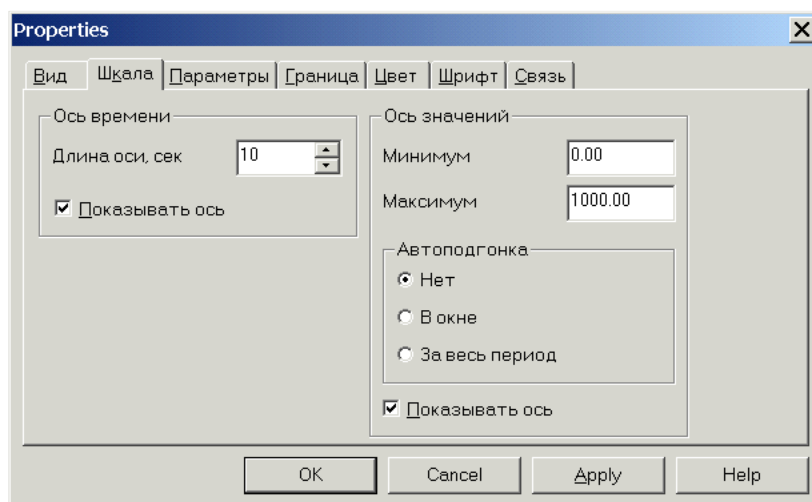 Properties
Вид Шкала Параметры Граница Цвет Шрифт Связь
Ось времени
Длина оси, сек 10
Показывать ось
Ось значений
Минимум 0.00
Максимум 1000.00
Автоподгонка
Нет
В окне
За весь период
Показывать ось
OK Cancel Apply Help